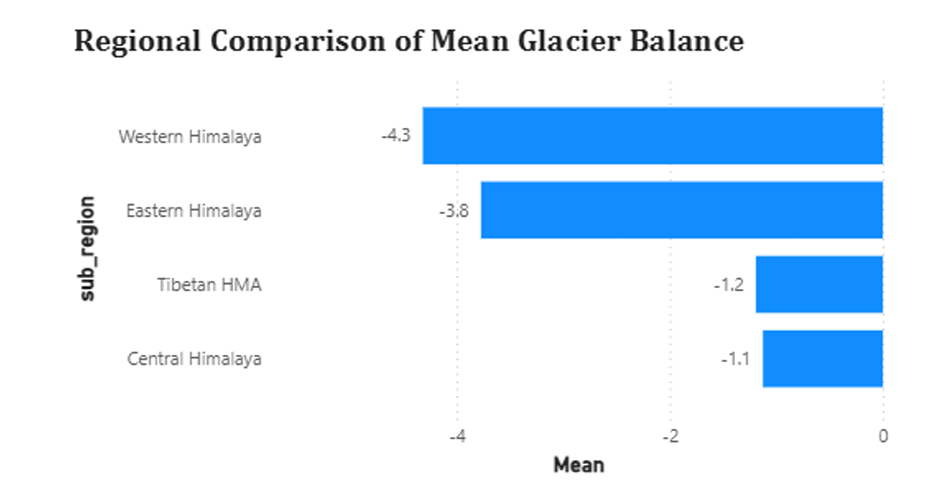 Regional Comparison of Mean Glacier Balance
sub_region
Western Himalaya -4.3
Eastern Himalaya -3.8
Tibetan HMA -1.2
Central Himalaya -1.1
-4 -2 0
Mean